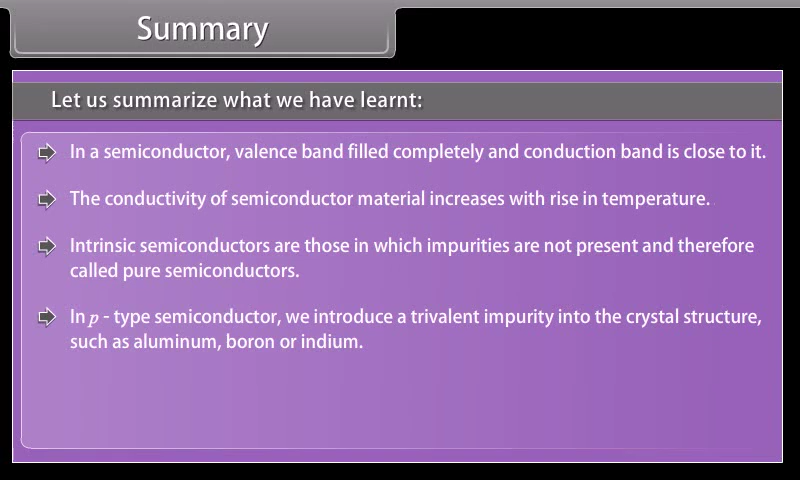 Summary
Let us summarize what we have learnt:
In a semiconductor, valence band filled completely and conduction band is close to it.
The conductivity of semiconductor material increases with rise in temperature.
Intrinsic semiconductors are those in which impurities are not present and therefore
called pure semiconductors.
In p - type semiconductor, we introduce a trivalent impurity into the crystal structure,
such as aluminum, boron or indium.